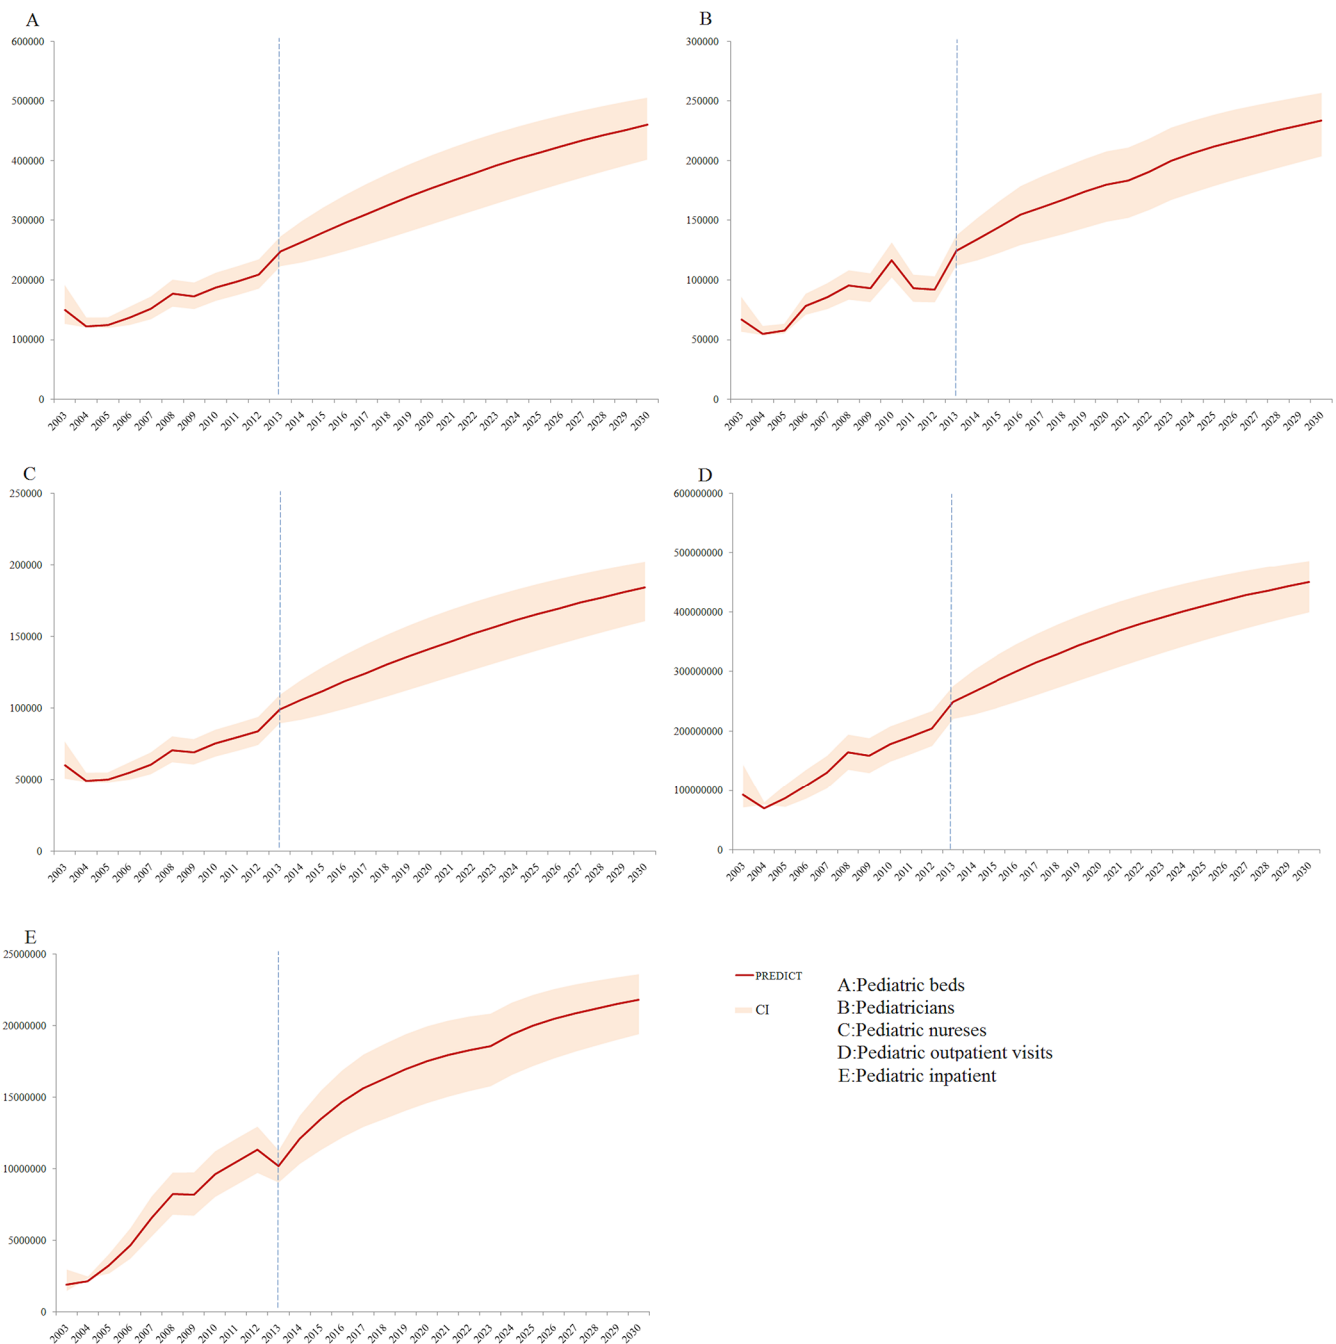 A
600000
500000
400000
300000
200000
100000
0
2003 2004 2005 2006 2007 2008 2009 2010 2011 2012 2013 2014 2015 2016 2017 2018 2019 2020 2021 2022 2023 2024 2025 2026 2027 2028 2029 2030
B
300000
250000
200000
150000
100000
50000
0
2003 2004 2005 2006 2007 2008 2009 2010 2011 2012 2013 2014 2015 2016 2017 2018 2019 2020 2021 2022 2023 2024 2025 2026 2027 2028 2029 2030
C
250000
200000
150000
100000
50000
0
2003 2004 2005 2006 2007 2008 2009 2010 2011 2012 2013 2014 2015 2016 2017 2018 2019 2020 2021 2022 2023 2024 2025 2026 2027 2028 2029 2030
D
600000000
500000000
400000000
300000000
200000000
100000000
0
2003 2004 2005 2006 2007 2008 2009 2010 2011 2012 2013 2014 2015 2016 2017 2018 2019 2020 2021 2022 2023 2024 2025 2026 2027 2028 2029 2030
E
25000000
20000000
15000000
10000000
5000000
0
2003 2004 2005 2006 2007 2008 2009 2010 2011 2012 2013 2014 2015 2016 2017 2018 2019 2020 2021 2022 2023 2024 2025 2026 2027 2028 2029 2030
PREDICT
CI
A:Pediatric beds
B:Pediatricians
C:Pediatric nureses
D:Pediatric outpatient visits
E:Pediatric inpatient